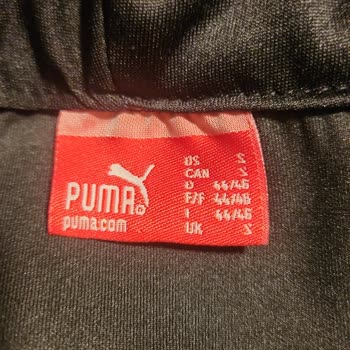 PUMA®
puma.com
US S
CAN S
D 44/46
F/F 44/46
I 44/46
UK S